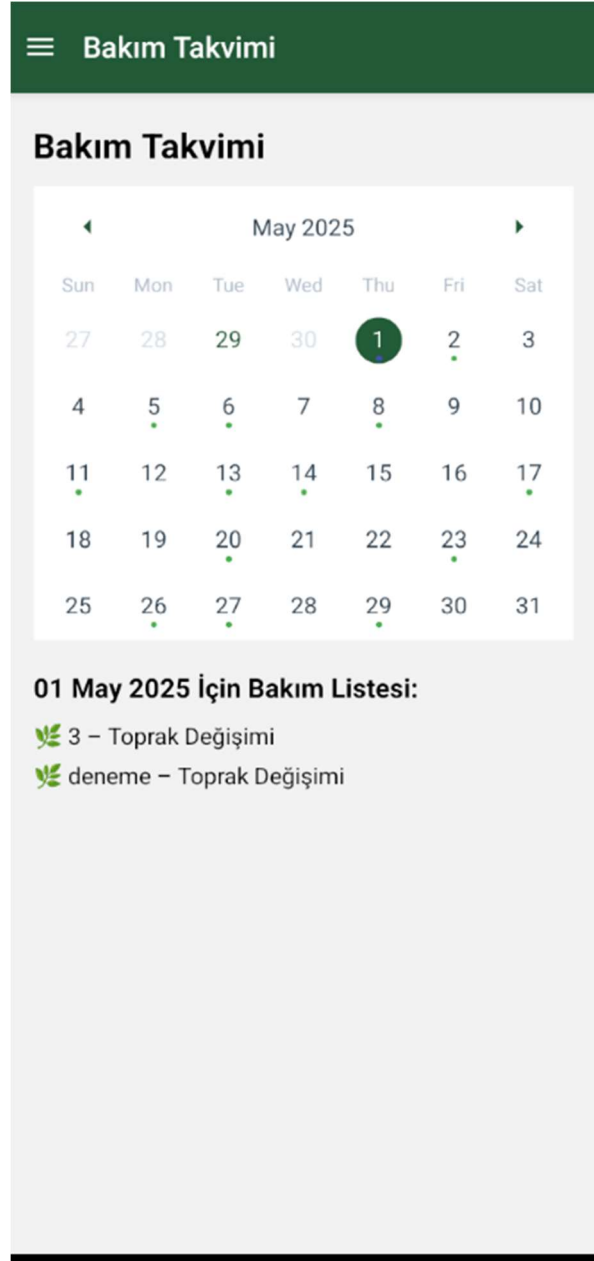 Bakım Takvimi
Bakım Takvimi
May 2025
Sun Mon Tue Wed Thu Fri Sat
27 28 29 30 1 2 3
4 5 6 7 8 9 10
11 12 13 14 15 16 17
18 19 20 21 22 23 24
25 26 27 28 29 30 31
01 May 2025 İçin Bakım Listesi:
🌿 3 – Toprak Değişimi
🌿 deneme – Toprak Değişimi